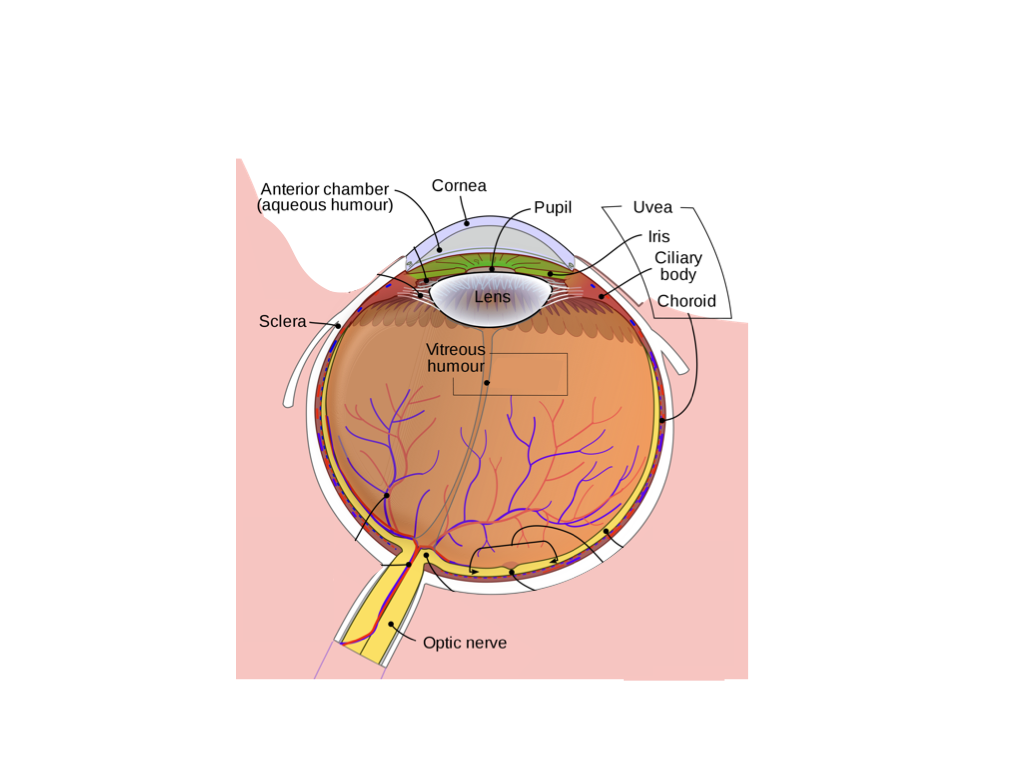 Anterior chamber
(aqueous humour)
Cornea
Pupil
Uvea
Iris
Ciliary
body
Choroid
Lens
Sclera
Vitreous
humour
Optic nerve